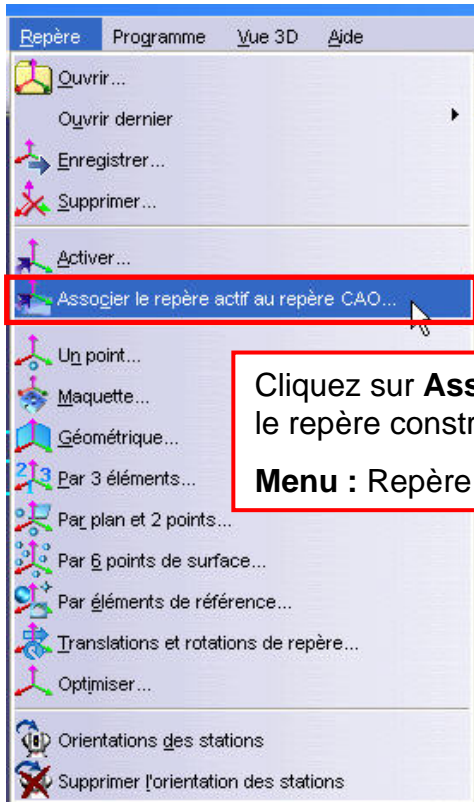 Repère Programme Vue 3D Aide
Ouvrir...
Ouvrir dernier
Enregistrer...
Supprimer...
Activer...
Associer le repère actif au repère CAO...
Un point...
Maquette...
Géométrique...
Par 3 éléments...
Par plan et 2 points...
Par 6 points de surface...
Par éléments de référence...
Translations et rotations de repère...
Optimiser...
Orientations des stations
Supprimer l'orientation des stations
Cliquez sur Ass
le repère constr
Menu : Repère